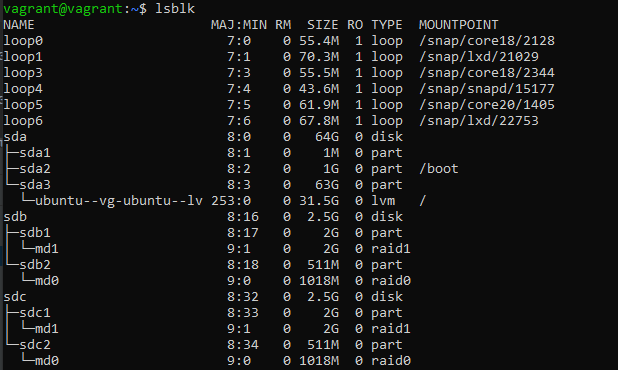 vagrant@vagrant:~$ lsblk
NAME                      MAJ:MIN RM  SIZE RO TYPE  MOUNTPOINT
loop0                       7:0    0 55.4M  1 loop  /snap/core18/2128
loop1                       7:1    0 70.3M  1 loop  /snap/lxd/21029
loop3                       7:3    0 55.5M  1 loop  /snap/core18/2344
loop4                       7:4    0 43.6M  1 loop  /snap/snapd/15177
loop5                       7:5    0 61.9M  1 loop  /snap/core20/1405
loop6                       7:6    0 67.8M  1 loop  /snap/lxd/22753
sda                         8:0    0   64G  0 disk
├─sda1                      8:1    0    1M  0 part
├─sda2                      8:2    0    1G  0 part  /boot
└─sda3                      8:3    0   63G  0 part
  └─ubuntu--vg-ubuntu--lv 253:0    0 31.5G  0 lvm   /
sdb                         8:16   0  2.5G  0 disk
├─sdb1                      8:17   0    2G  0 part
│ └─md1                     9:1    0    2G  0 raid1
└─sdb2                      8:18   0  511M  0 part
  └─md0                     9:0    0 1018M  0 raid0
sdc                         8:32   0  2.5G  0 disk
├─sdc1                      8:33   0    2G  0 part
│ └─md1                     9:1    0    2G  0 raid1
└─sdc2                      8:34   0  511M  0 part
  └─md0                     9:0    0 1018M  0 raid0